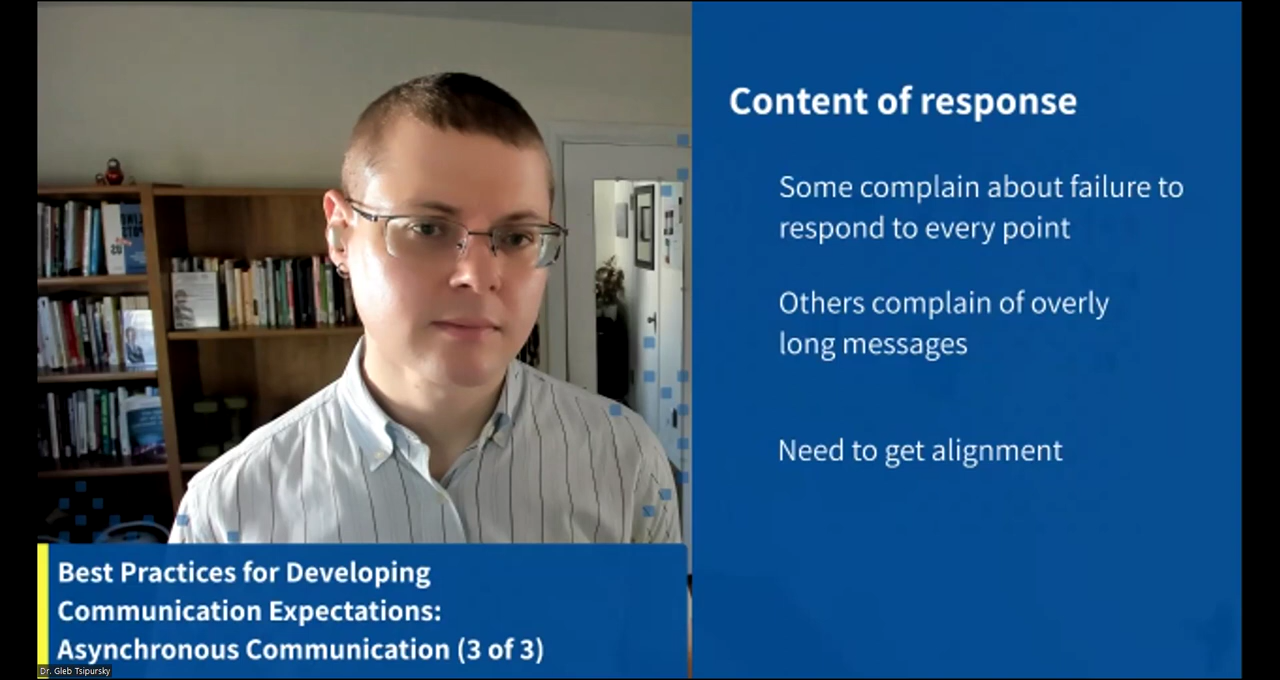 Content of response
Some complain about failure to
respond to every point
Others complain of overly
long messages
Need to get alignment
Best Practices for Developing
Communication Expectations:
Asynchronous Communication (3 of 3)
Dr. Gleb Tsipursky